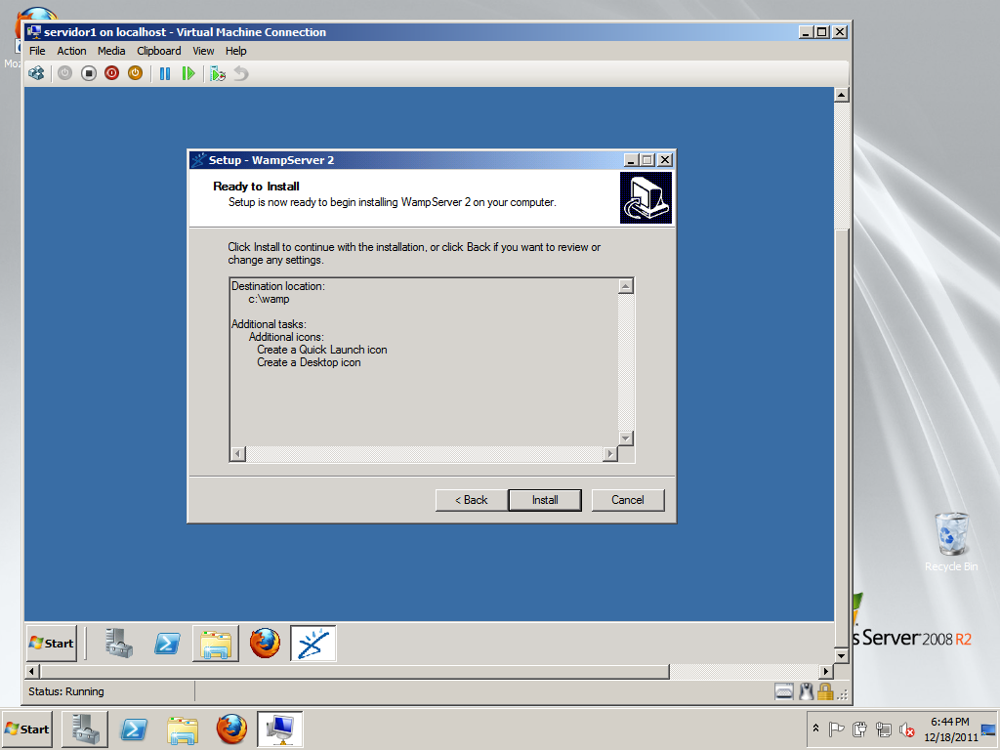 servidor1 on localhost - Virtual Machine Connection
File Action Media Clipboard View Help
Moz
Setup - WampServer 2
Ready to Install
Setup is now ready to begin installing WampServer 2 on your computer.
Click Install to continue with the installation, or click Back if you want to review or
change any settings.
Destination location:
c:\wamp
Additional tasks:
Additional icons:
Create a Quick Launch icon
Create a Desktop icon
< Back Install Cancel
Recycle Bin
s Server 2008 R2
Start
Status: Running
Start
6:44 PM
12/18/2011